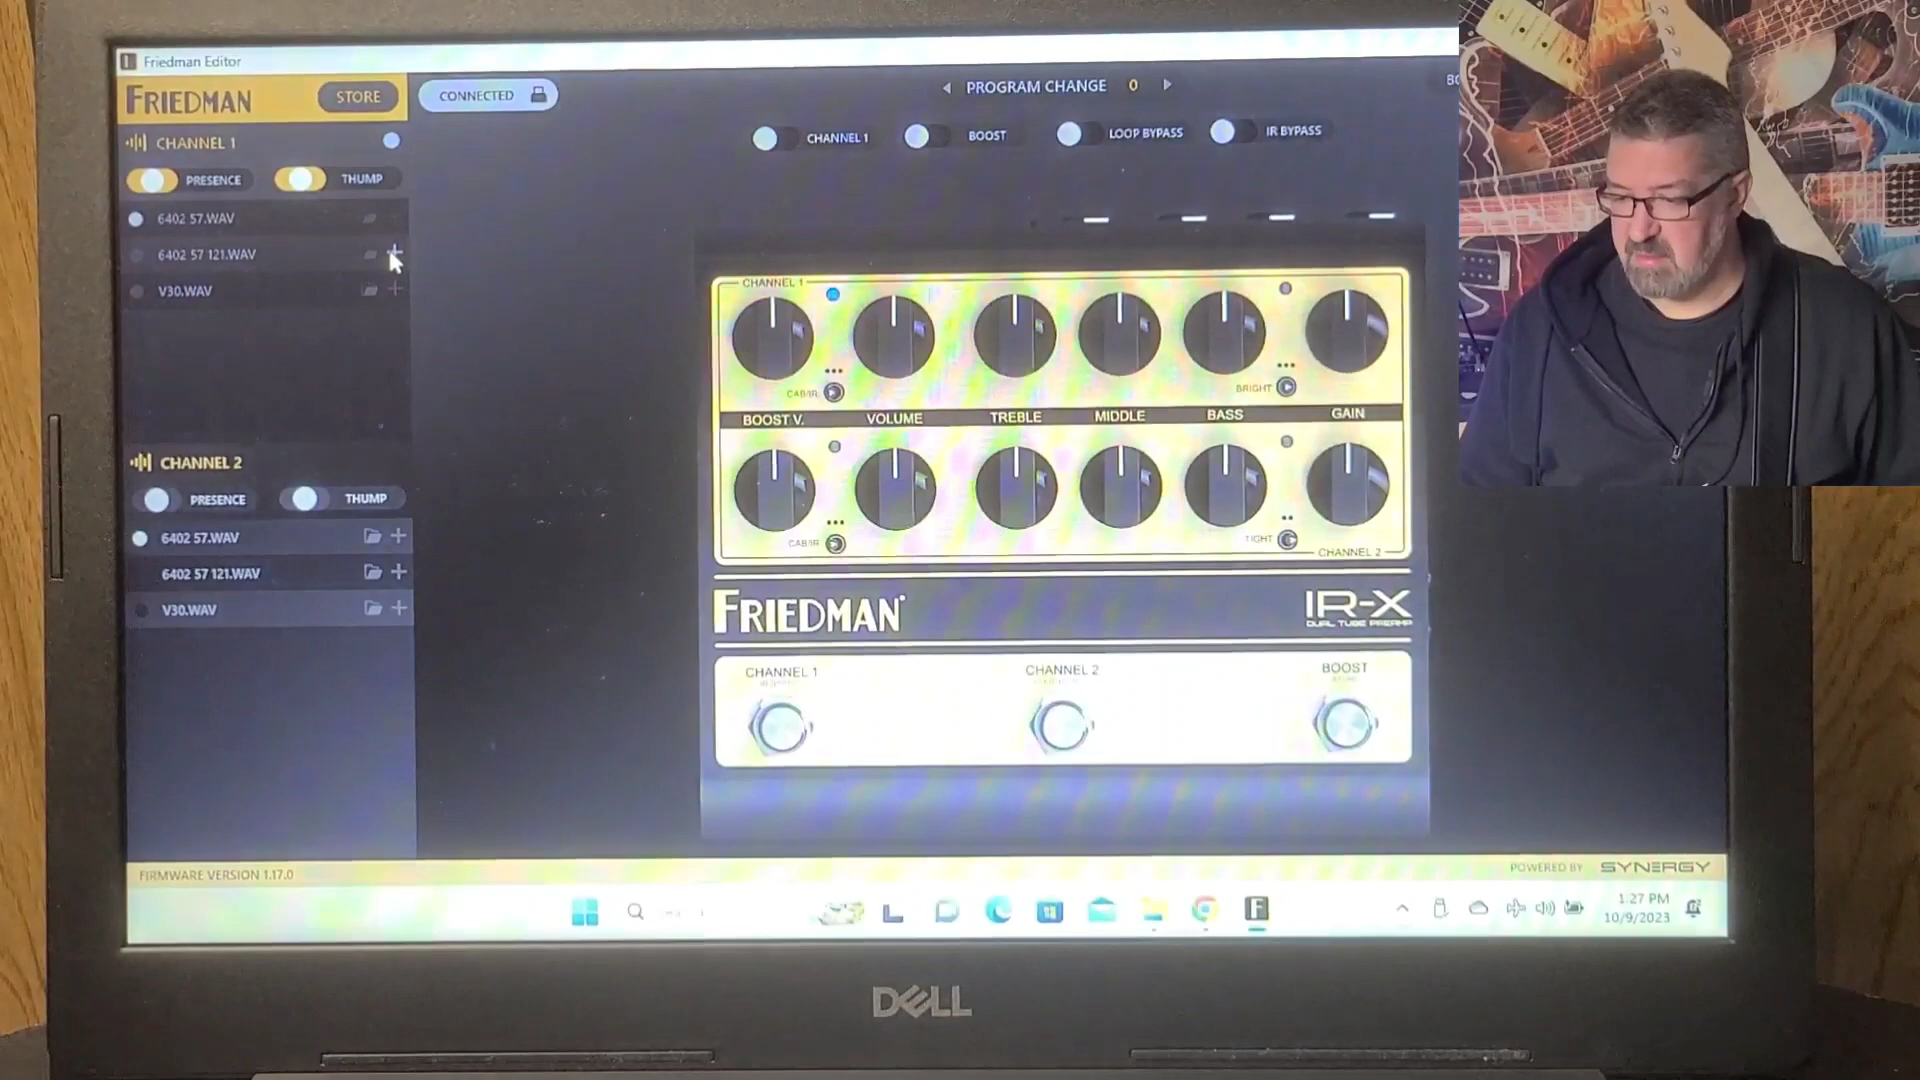 Friedman Editor
FRIEDMAN STORE CONNECTED PROGRAM CHANGE 0
CHANNEL 1 BOOST LOOP BYPASS IR BYPASS
CHANNEL 1
PRESENCE THUMP
6402 57.WAV
6402 57 121.WAV
V30.WAV
CHANNEL 2
PRESENCE THUMP
6402 57.WAV
6402 57 121.WAV
V30.WAV
CHANNEL 1
CAB/IR BRIGHT
BOOST V. VOLUME TREBLE MIDDLE BASS GAIN
CAB/IR TIGHT
CHANNEL 2
FRIEDMAN IR-X
DUAL TUBE PREAMP
CHANNEL 1 CHANNEL 2 BOOST
FIRMWARE VERSION 1.17.0 POWERED BY SYNERGY
1:27 PM
10/9/2023
DELL